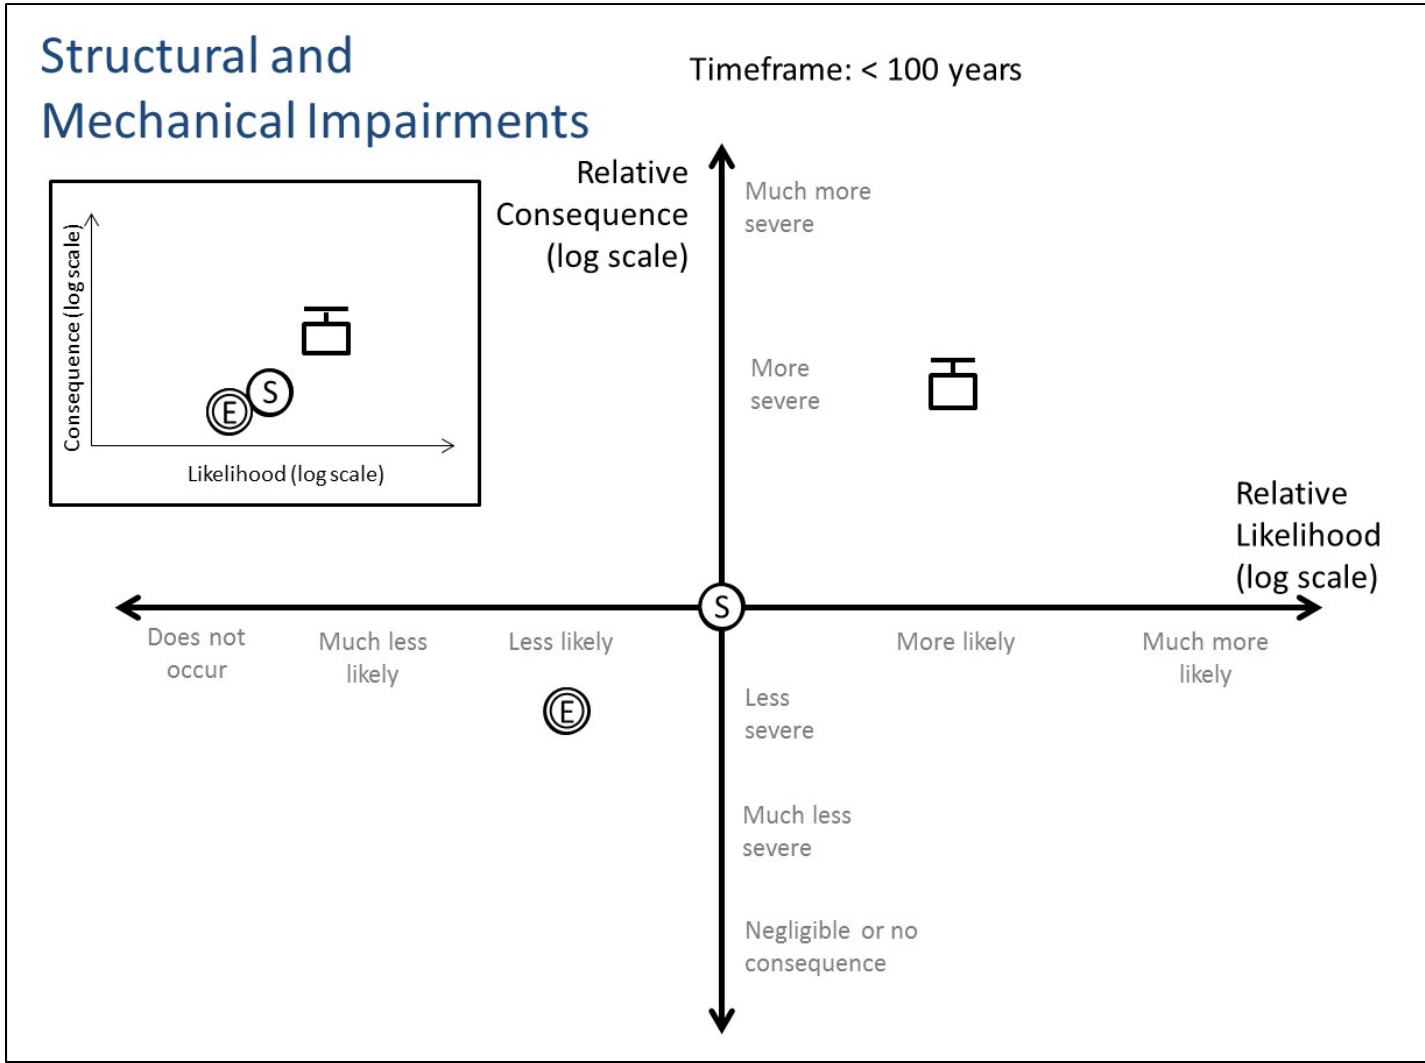 Structural and
Mechanical Impairments
Timeframe: < 100 years
Relative
Consequence
(log scale)
Much more
severe
Consequence (log scale)
S
E
Likelihood (log scale)
More
severe
Relative
Likelihood
(log scale)
S
Does not
occur
Much less
likely
Less likely
More likely
Much more
likely
E
Less
severe
Much less
severe
Negligible or no
consequence